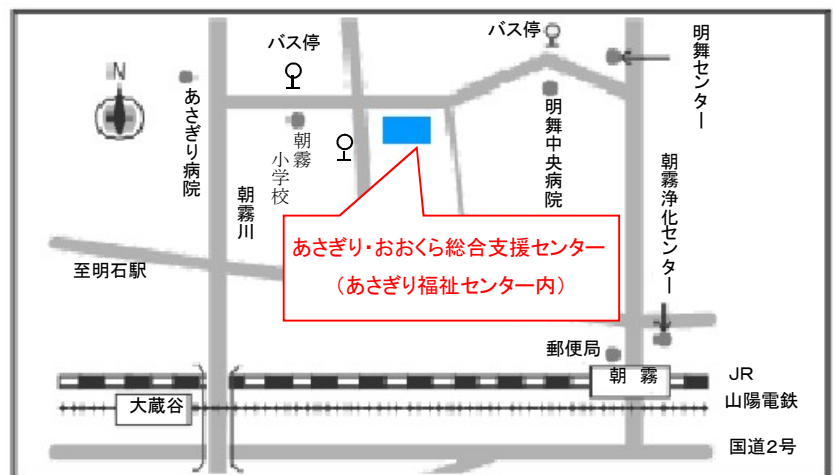 バス停
バス停
明舞センター
N
あさぎり病院
朝霧
小学校
明舞中央病院
朝霧川
朝霧浄化センター
あさぎり・おおくら総合支援センター
（あさぎり福祉センター内）
至明石駅
郵便局
朝　霧
JR
大蔵谷
山陽電鉄
国道2号